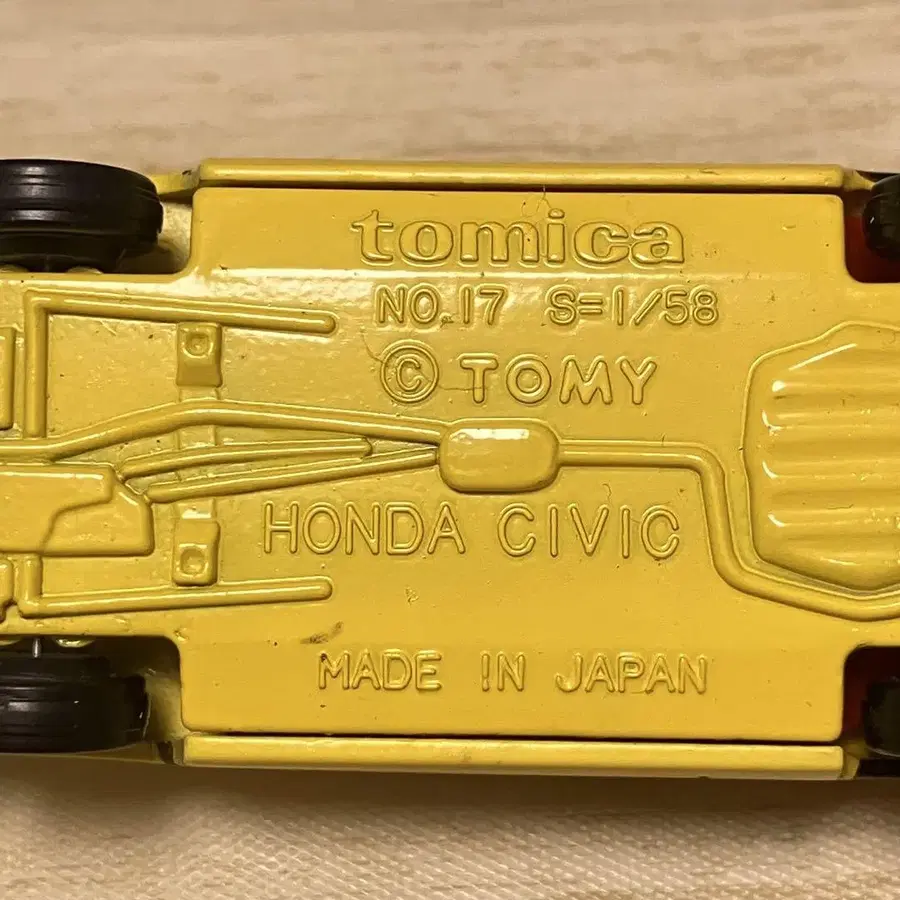 tomica
NO.17 S=1/58
© TOMY
HONDA CIVIC
MADE IN JAPAN